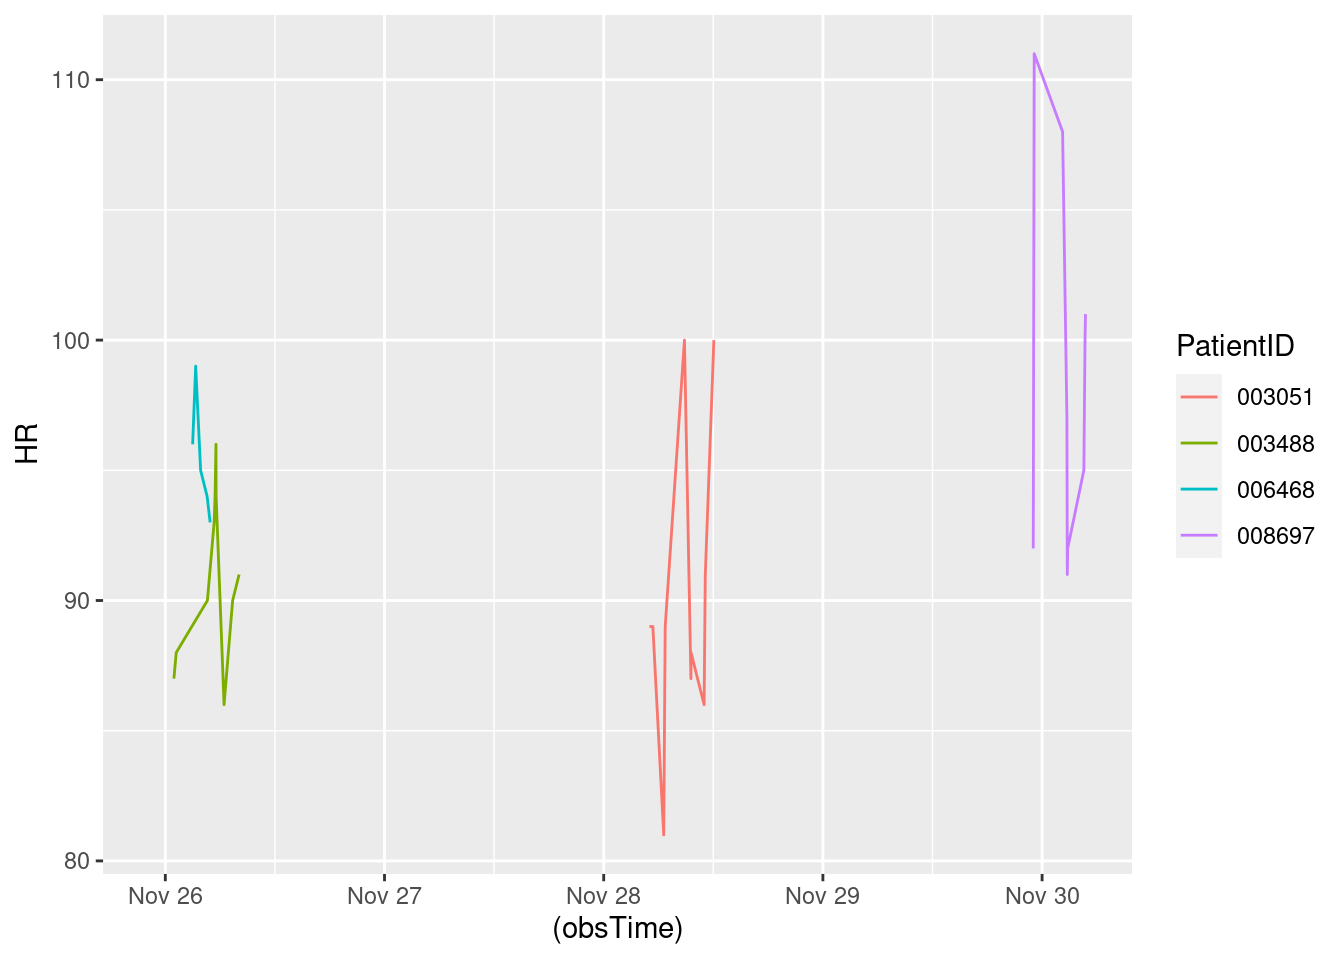 110
100
90
80
HR
Nov 26
Nov 27
Nov 28
Nov 29
Nov 30
(obsTime)
PatientID
003051
003488
006468
008697